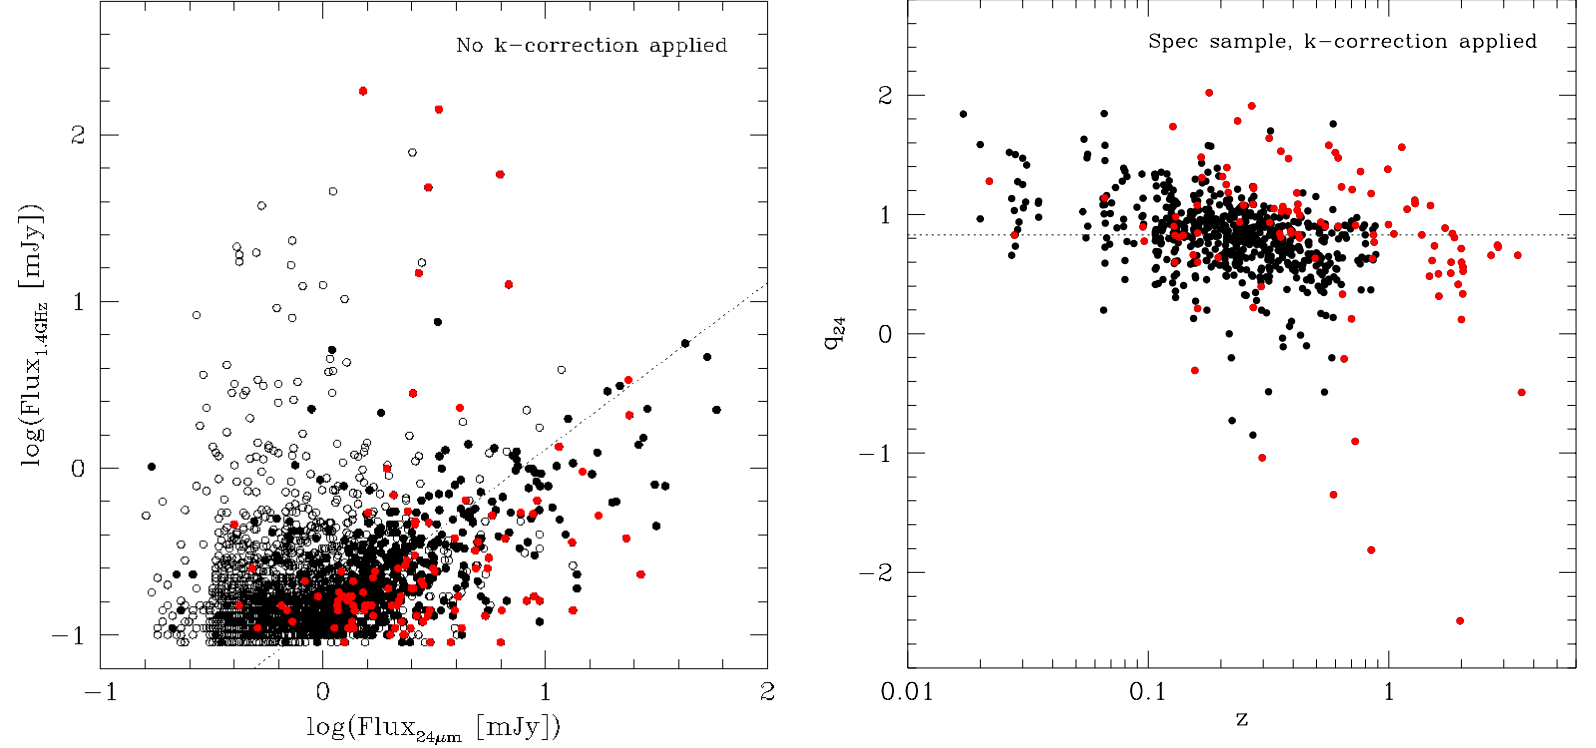 No k-correction applied
log(Flux1.4GHz [mJy])
2
1
0
-1
-1 0 1 2
log(Flux24μm [mJy])
Spec sample, k-correction applied
q24
2
1
0
-1
-2
0.01 0.1 1
z